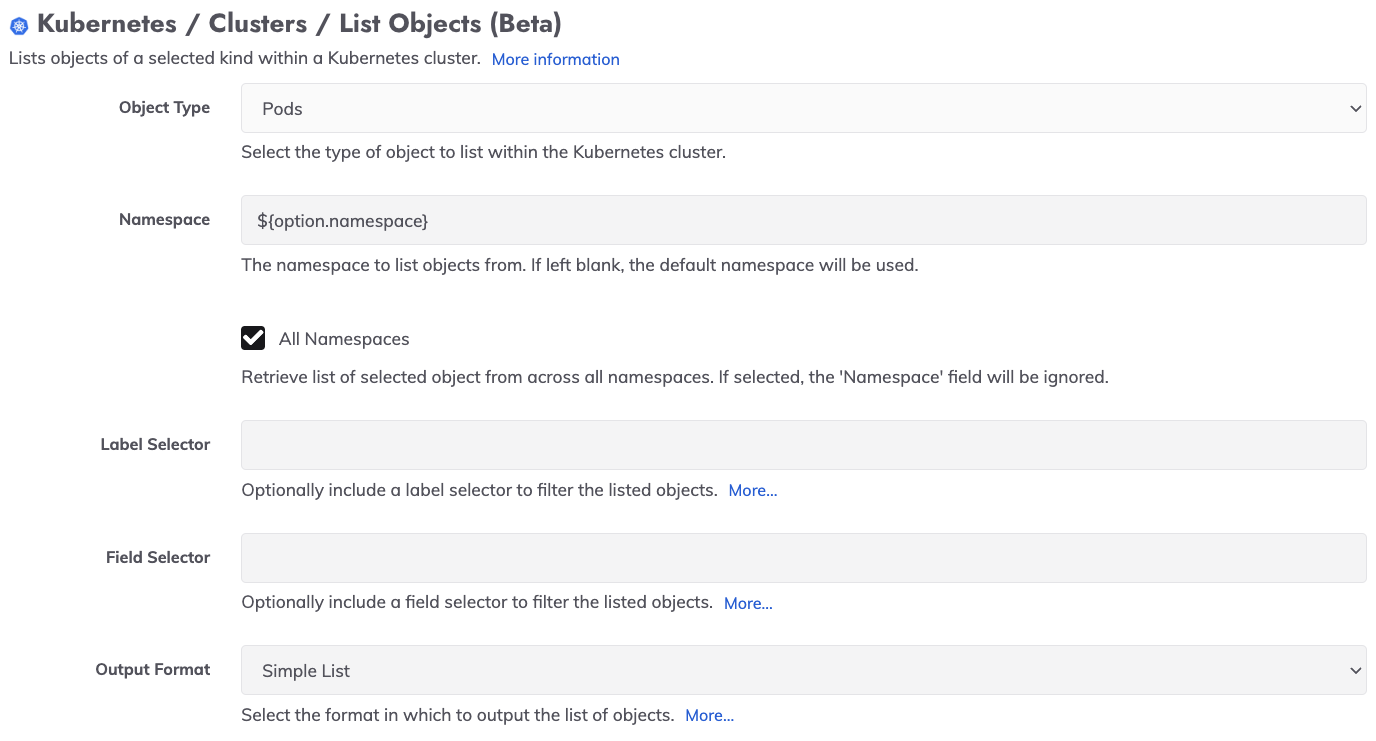 Kubernetes / Clusters / List Objects (Beta)
Lists objects of a selected kind within a Kubernetes cluster. More information
Object Type
Pods
Select the type of object to list within the Kubernetes cluster.
Namespace
${option.namespace}
The namespace to list objects from. If left blank, the default namespace will be used.
All Namespaces
Retrieve list of selected object from across all namespaces. If selected, the 'Namespace' field will be ignored.
Label Selector
Optionally include a label selector to filter the listed objects. More...
Field Selector
Optionally include a field selector to filter the listed objects. More...
Output Format
Simple List
Select the format in which to output the list of objects. More...